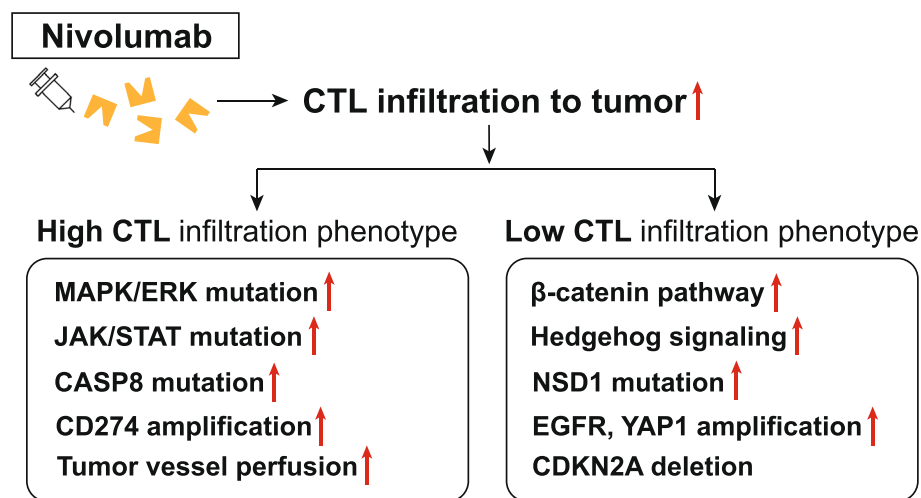 Nivolumab
CTL infiltration to tumor
High CTL infiltration phenotype
MAPK/ERK mutation
JAK/STAT mutation
CASP8 mutation
CD274 amplification
Tumor vessel perfusion
Low CTL infiltration phenotype
β-catenin pathway
Hedgehog signaling
NSD1 mutation
EGFR, YAP1 amplification
CDKN2A deletion